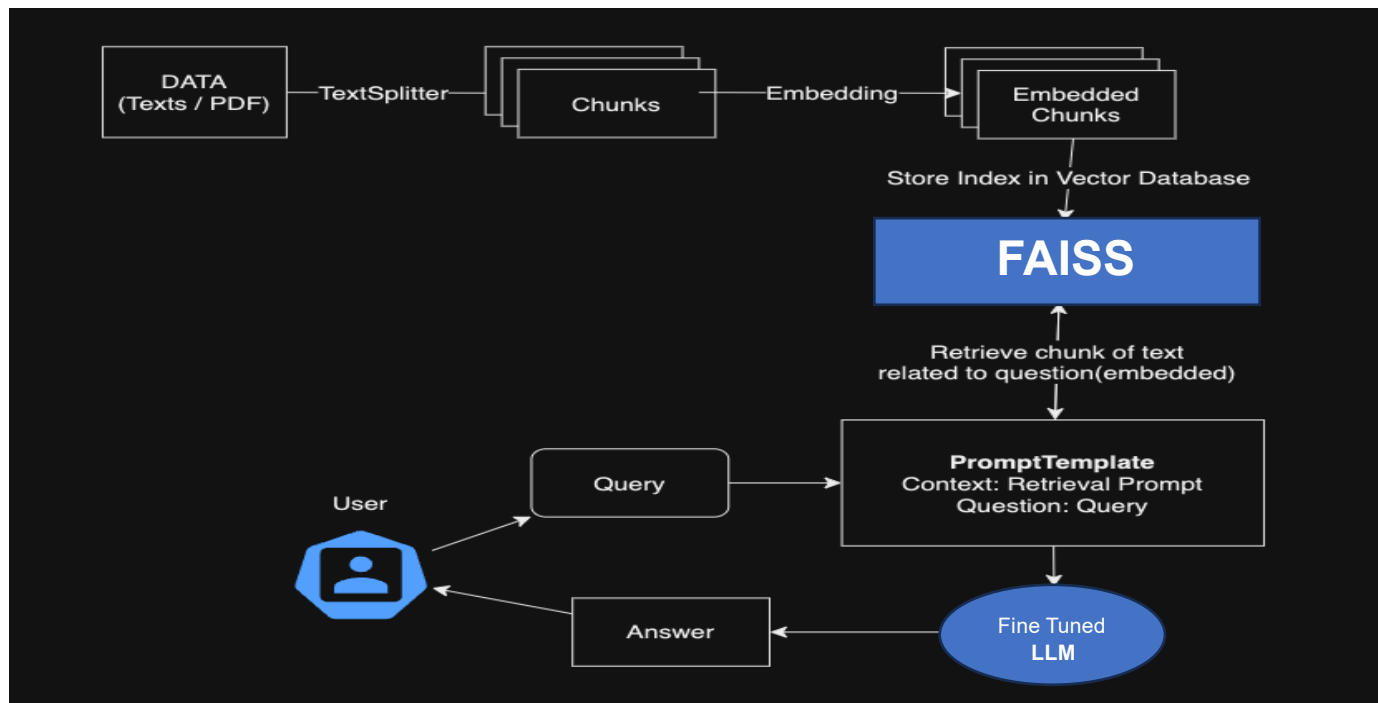 DATA
(Texts / PDF)
TextSplitter
Chunks
Embedding
Embedded
Chunks
Store Index in Vector Database
FAISS
Retrieve chunk of text
related to question(embedded)
PromptTemplate
Context: Retrieval Prompt
Question: Query
Query
User
Answer
Fine Tuned
LLM